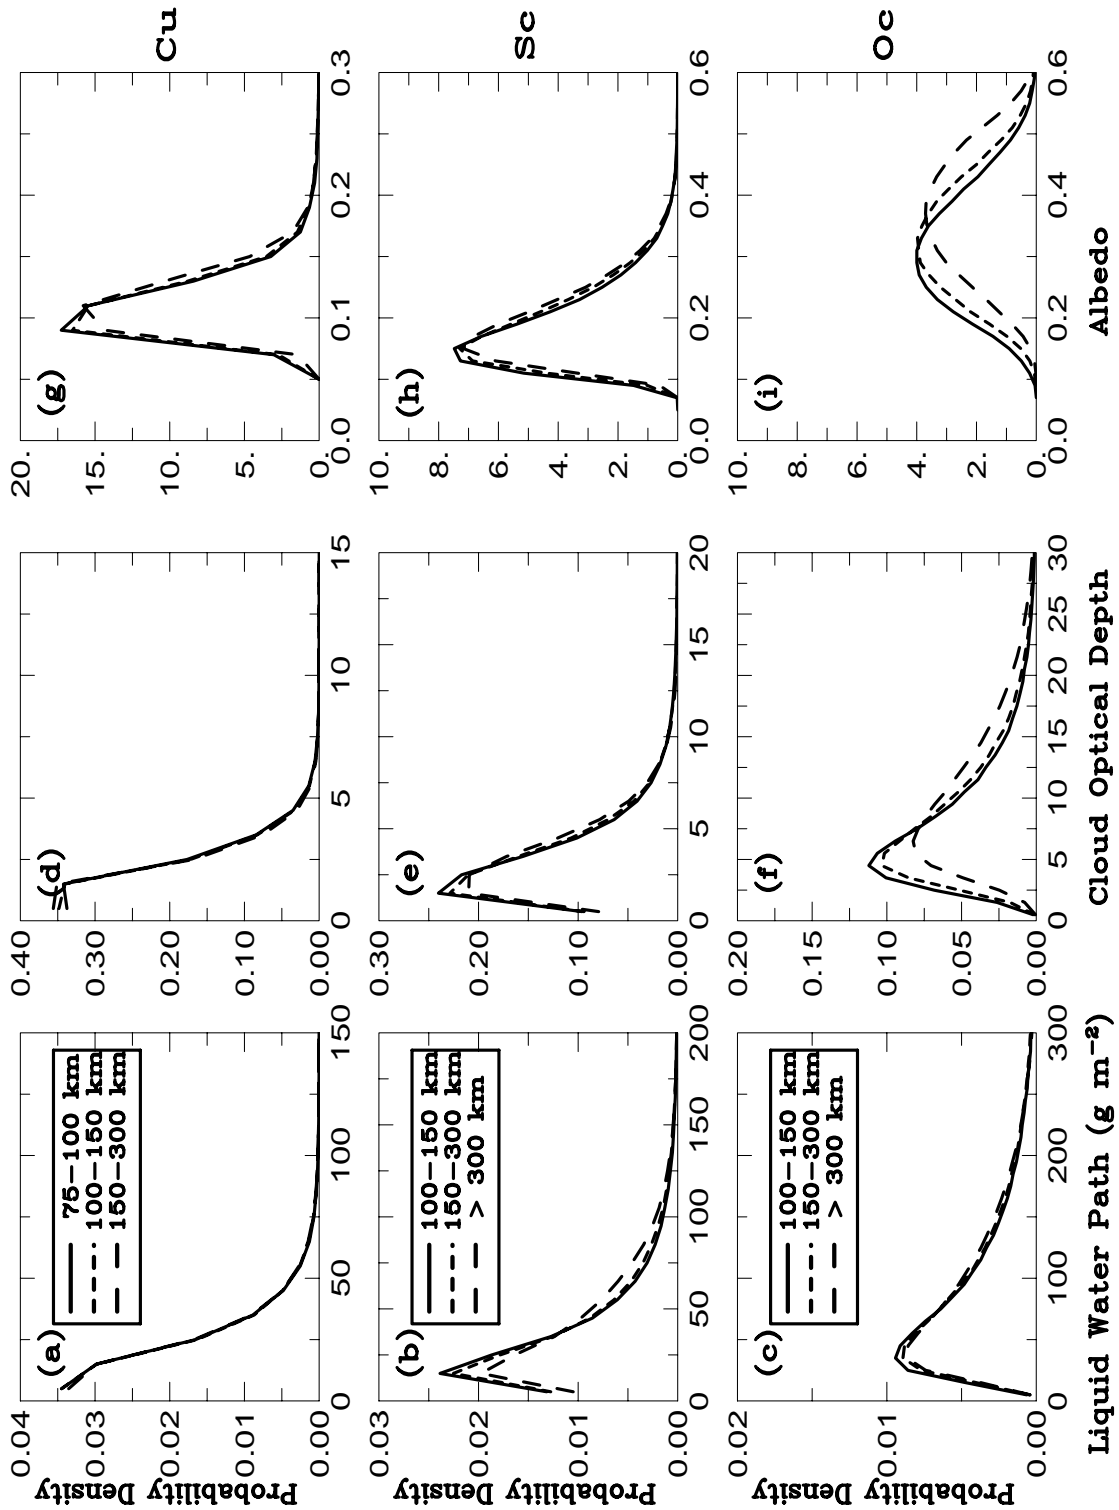 Probability Density
0.04
0.03
0.02
0.01
0.00
(a)
75-100 km
100-150 km
150-300 km
0 50 100 150
0.40
0.30
0.20
0.10
0.00
(d)
0 5 10 15
20.
15.
10.
5.
0.
(g)
0.0 0.1 0.2 0.3
Cu
Probability Density
0.03
0.02
0.01
0.00
(b)
100-150 km
150-300 km
> 300 km
0 50 100 150 200
0.30
0.20
0.10
0.00
(e)
0 5 10 15 20
10.
8.
6.
4.
2.
0.
(h)
0.0 0.2 0.4 0.6
Sc
Probability Density
0.02
0.01
0.00
(c)
100-150 km
150-300 km
> 300 km
0 100 200 300
Liquid Water Path (g m⁻²)
0.20
0.15
0.10
0.05
0.00
(f)
0 5 10 15 20 25 30
Cloud Optical Depth
10.
8.
6.
4.
2.
0.
(i)
0.0 0.2 0.4 0.6
Albedo
Oc